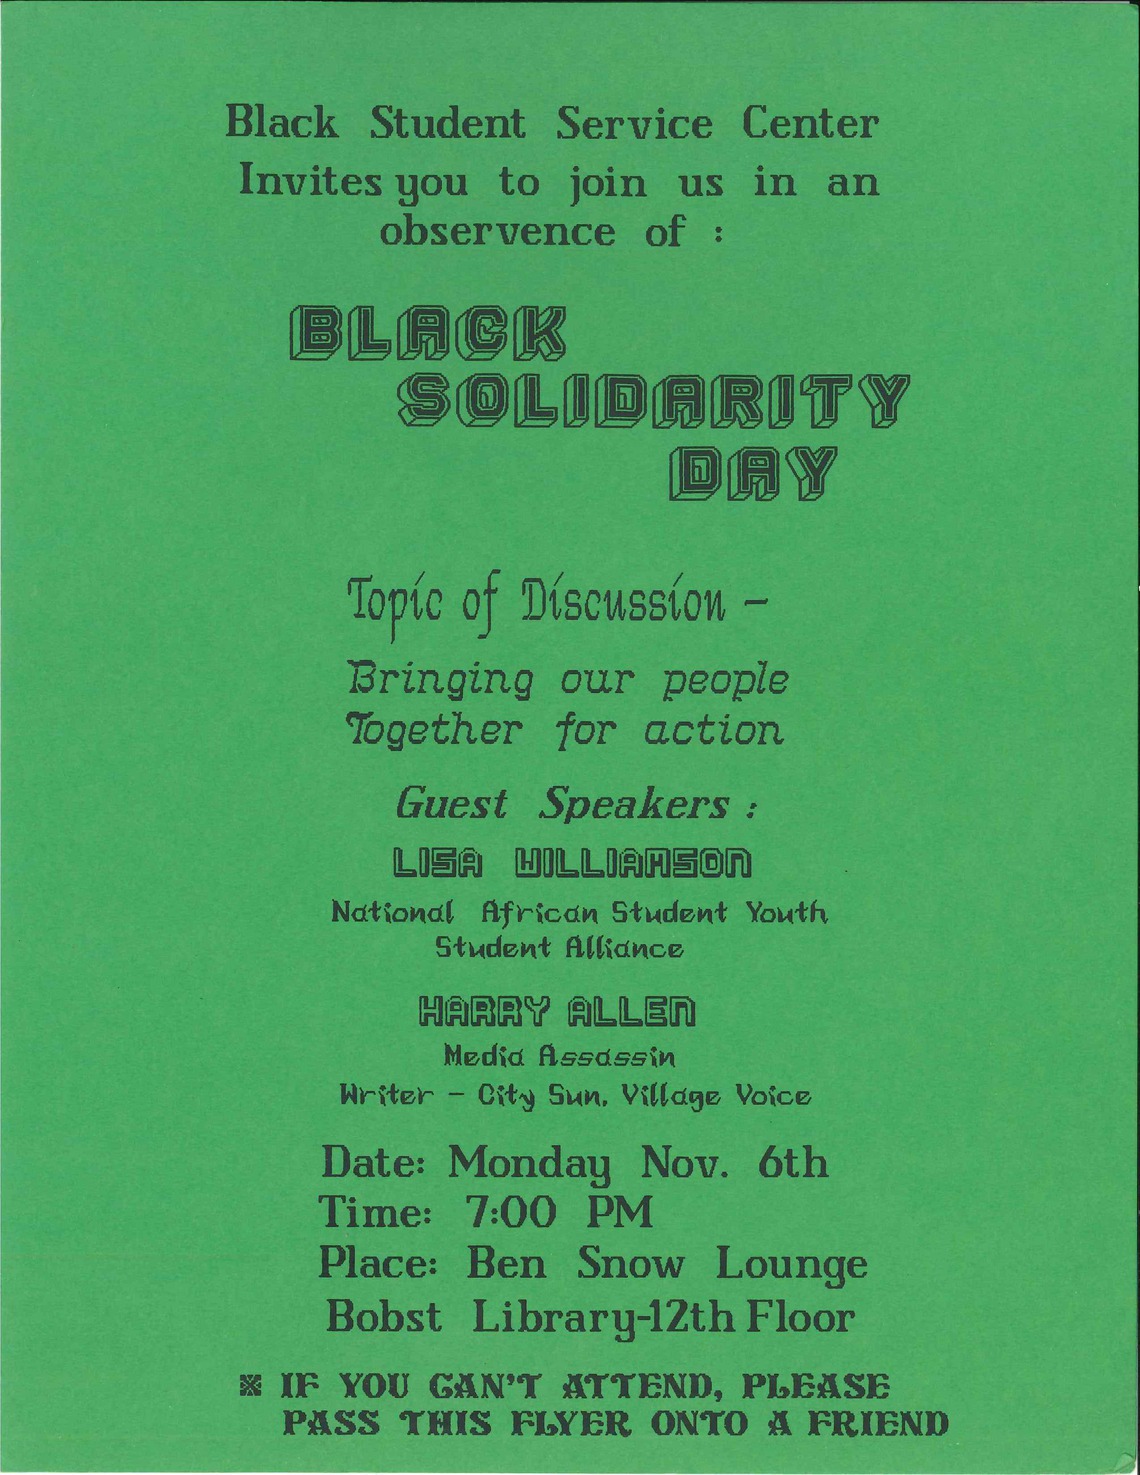 Black Student Service Center
Invites you to join us in an
observence of :
BLACK
SOLIDARITY
DAY
Topic of Discussion -
Bringing our people
Together for action
Guest Speakers :
LISA WILLIAMSON
National African Student Youth
Student Alliance
HARRY ALLEN
Media Assassin
Writer - City Sun, Village Voice
Date: Monday Nov. 6th
Time: 7:00 PM
Place: Ben Snow Lounge
Bobst Library-12th Floor
※ IF YOU CAN'T ATTEND, PLEASE
PASS THIS FLYER ONTO A FRIEND